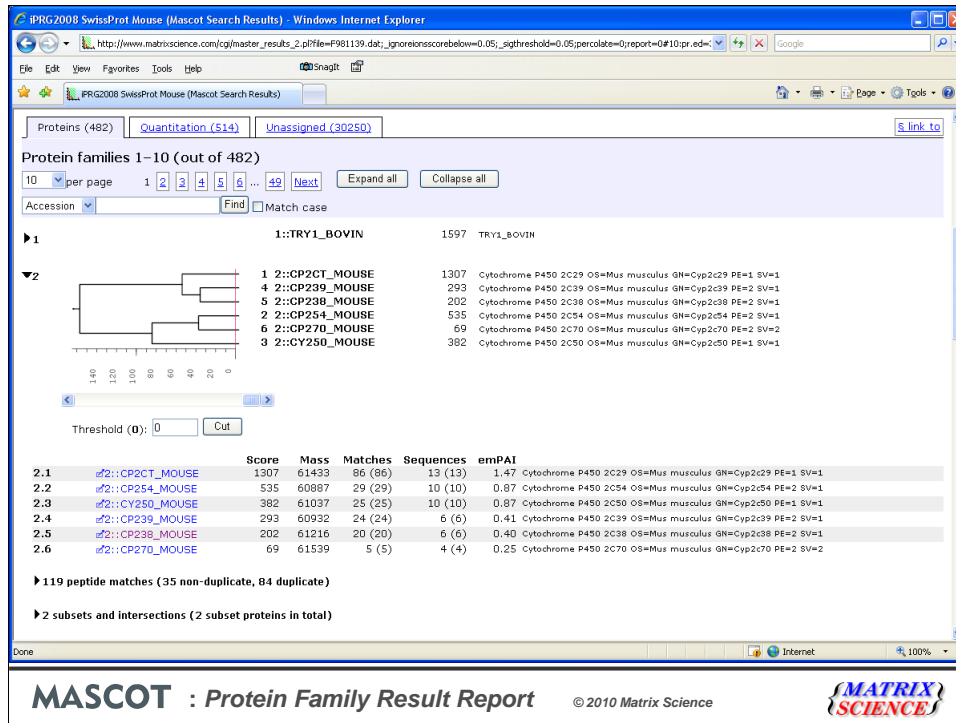 iPRG2008 SwissProt Mouse (Mascot Search Results) - Windows Internet Explorer
http://www.matrixscience.com/cgi/master_results_2.pl?file=F981139.dat;_ignoreionsscorebelow=0.05;_sigthreshold=0.05;percolate=0;report=0#10:pr.ed=: Google
File Edit View Favorites Tools Help SnagIt
iPRG2008 SwissProt Mouse (Mascot Search Results) Page Tools
Proteins (482) Quantitation (514) Unassigned (30250) § link to
Protein families 1–10 (out of 482)
10 per page 1 2 3 4 5 6 ... 49 Next Expand all Collapse all
Accession Find Match case
1 1::TRY1_BOVIN 1597 TRY1_BOVIN
2 1 2::CP2CT_MOUSE 1307 Cytochrome P450 2C29 OS=Mus musculus GN=Cyp2c29 PE=1 SV=1
4 2::CP239_MOUSE 293 Cytochrome P450 2C39 OS=Mus musculus GN=Cyp2c39 PE=2 SV=1
5 2::CP238_MOUSE 202 Cytochrome P450 2C38 OS=Mus musculus GN=Cyp2c38 PE=2 SV=1
2 2::CP254_MOUSE 535 Cytochrome P450 2C54 OS=Mus musculus GN=Cyp2c54 PE=2 SV=1
6 2::CP270_MOUSE 69 Cytochrome P450 2C70 OS=Mus musculus GN=Cyp2c70 PE=2 SV=2
3 2::CY250_MOUSE 382 Cytochrome P450 2C50 OS=Mus musculus GN=Cyp2c50 PE=1 SV=1
140 120 100 80 60 40 20 0
Threshold (0): 0 Cut
Score Mass Matches Sequences emPAI
2.1 2::CP2CT_MOUSE 1307 61433 86 (86) 13 (13) 1.47 Cytochrome P450 2C29 OS=Mus musculus GN=Cyp2c29 PE=1 SV=1
2.2 2::CP254_MOUSE 535 60887 29 (29) 10 (10) 0.87 Cytochrome P450 2C54 OS=Mus musculus GN=Cyp2c54 PE=2 SV=1
2.3 2::CY250_MOUSE 382 61037 25 (25) 10 (10) 0.87 Cytochrome P450 2C50 OS=Mus musculus GN=Cyp2c50 PE=1 SV=1
2.4 2::CP239_MOUSE 293 60932 24 (24) 6 (6) 0.41 Cytochrome P450 2C39 OS=Mus musculus GN=Cyp2c39 PE=2 SV=1
2.5 2::CP238_MOUSE 202 61216 20 (20) 6 (6) 0.40 Cytochrome P450 2C38 OS=Mus musculus GN=Cyp2c38 PE=2 SV=1
2.6 2::CP270_MOUSE 69 61539 5 (5) 4 (4) 0.25 Cytochrome P450 2C70 OS=Mus musculus GN=Cyp2c70 PE=2 SV=2
119 peptide matches (35 non-duplicate, 84 duplicate)
2 subsets and intersections (2 subset proteins in total)
Done Internet 100%
MASCOT : Protein Family Result Report © 2010 Matrix Science MATRIX SCIENCE